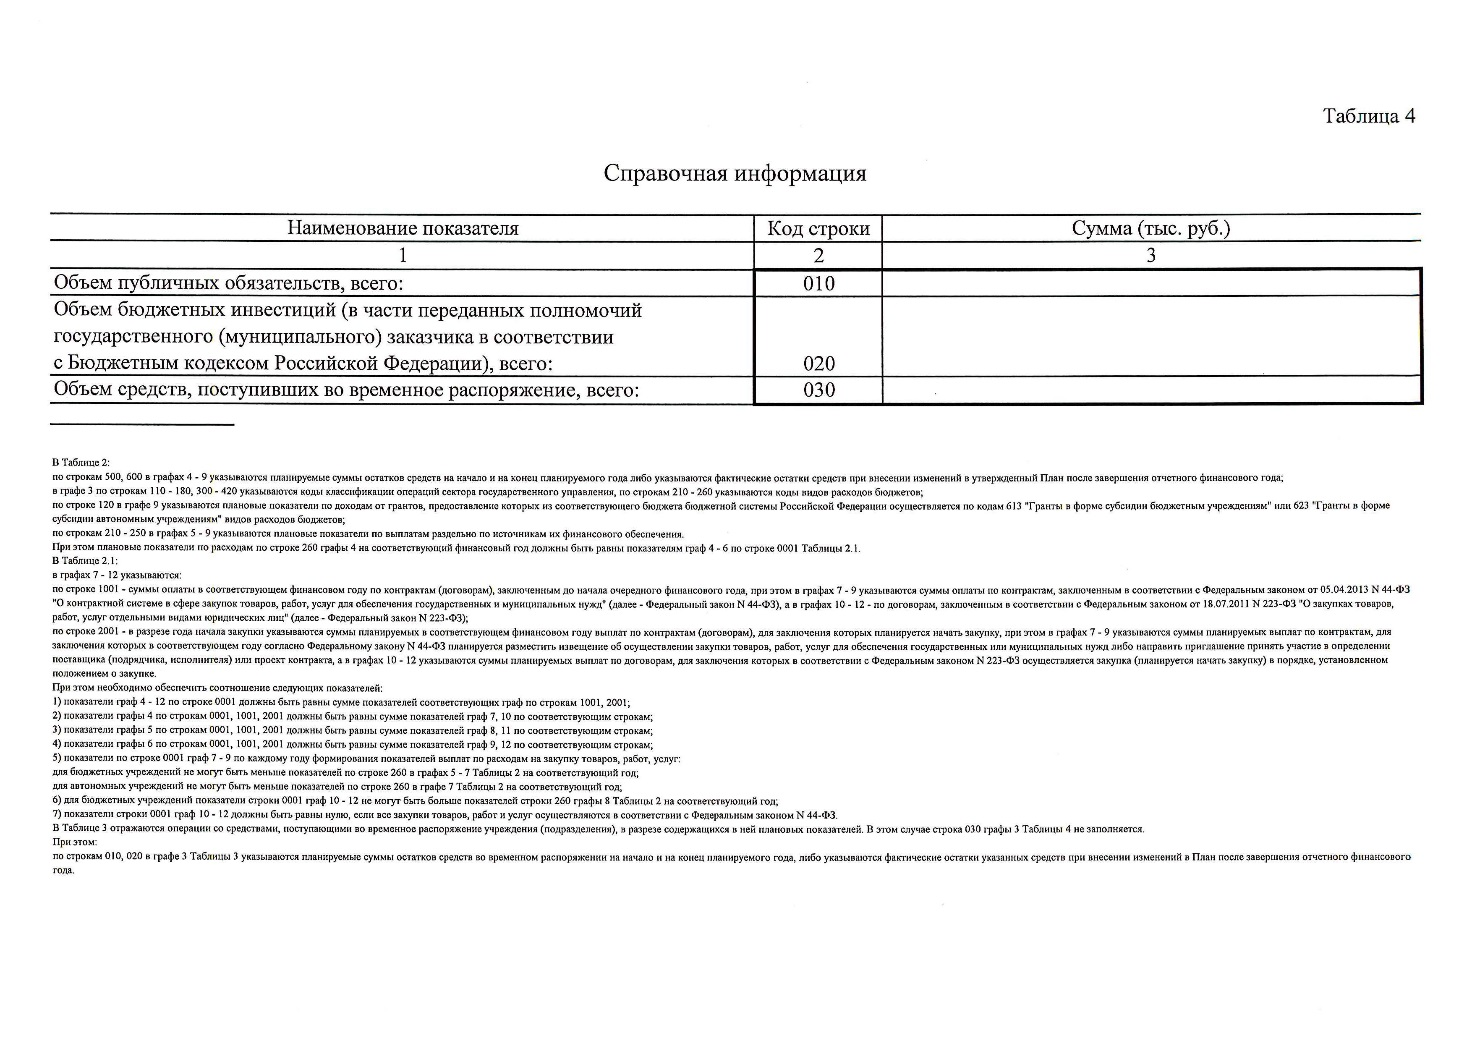 Таблица 4
Справочная информация
Наименование показателя Код строки Сумма (тыс. руб.)
1 2 3
Объем публичных обязательств, всего: 010
Объем бюджетных инвестиций (в части переданных полномочий
государственного (муниципального) заказчика в соответствии
с Бюджетным кодексом Российской Федерации), всего: 020
Объем средств, поступивших во временное распоряжение, всего: 030
В Таблице 2:
по строкам 500, 600 в графах 4 - 9 указываются планируемые суммы остатков средств на начало и на конец планируемого года либо указываются фактические остатки средств при внесении изменений в утвержденный План после завершения отчетного финансового года;
в графе 3 по строкам 110 - 180, 300 - 420 указываются коды классификации операций сектора государственного управления, по строкам 210 - 260 указываются коды видов расходов бюджетов;
по строке 120 в графе 9 указываются плановые показатели по доходам от грантов, предоставление которых из соответствующего бюджета бюджетной системы Российской Федерации осуществляется по кодам 613 "Гранты в форме субсидии бюджетным учреждениям" или 623 "Гранты в форме
субсидии автономным учреждениям" видов расходов бюджетов;
по строкам 210 - 250 в графах 5 - 9 указываются плановые показатели по выплатам раздельно по источникам их финансового обеспечения.
При этом плановые показатели по расходам по строке 260 графы 4 на соответствующий финансовый год должны быть равны показателям граф 4 - 6 по строке 0001 Таблицы 2.1.
В Таблице 2.1:
в графах 7 - 12 указываются:
по строке 1001 - суммы оплаты в соответствующем финансовом году по контрактам (договорам), заключенным до начала очередного финансового года, при этом в графах 7 - 9 указываются суммы оплаты по контрактам, заключенным в соответствии с Федеральным законом от 05.04.2013 N 44-ФЗ
"О контрактной системе в сфере закупок товаров, работ, услуг для обеспечения государственных и муниципальных нужд" (далее - Федеральный закон N 44-ФЗ), а в графах 10 - 12 - по договорам, заключенным в соответствии с Федеральным законом от 18.07.2011 N 223-ФЗ "О закупках товаров,
работ, услуг отдельными видами юридических лиц" (далее - Федеральный закон N 223-ФЗ);
по строке 2001 - в разрезе года начала закупки указываются суммы планируемых в соответствующем финансовом году выплат по контрактам (договорам), для заключения которых планируется начать закупку, при этом в графах 7 - 9 указываются суммы планируемых выплат по контрактам, для
заключения которых в соответствующем году согласно Федеральному закону N 44-ФЗ планируется разместить извещение об осуществлении закупки товаров, работ, услуг для обеспечения государственных или муниципальных нужд либо направить приглашение принять участие в определении
поставщика (подрядчика, исполнителя) или проект контракта, а в графах 10 - 12 указываются суммы планируемых выплат по договорам, для заключения которых в соответствии с Федеральным законом N 223-ФЗ осуществляется закупка (планируется начать закупку) в порядке, установленном
положением о закупке.
При этом необходимо обеспечить соотношение следующих показателей:
1) показатели граф 4 - 12 по строке 0001 должны быть равны сумме показателей соответствующих граф по строкам 1001, 2001;
2) показатели графы 4 по строкам 0001, 1001, 2001 должны быть равны сумме показателей граф 7, 10 по соответствующим строкам;
3) показатели графы 5 по строкам 0001, 1001, 2001 должны быть равны сумме показателей граф 8, 11 по соответствующим строкам;
4) показатели графы 6 по строкам 0001, 1001, 2001 должны быть равны сумме показателей граф 9, 12 по соответствующим строкам;
5) показатели по строке 0001 граф 7 - 9 по каждому году формирования показателей выплат по расходам на закупку товаров, работ, услуг:
для бюджетных учреждений не могут быть меньше показателей по строке 260 в графах 5 - 7 Таблицы 2 на соответствующий год;
для автономных учреждений не могут быть меньше показателей по строке 260 в графе 7 Таблицы 2 на соответствующий год;
6) для бюджетных учреждений показатели строки 0001 граф 10 - 12 не могут быть больше показателей строки 260 графы 8 Таблицы 2 на соответствующий год;
7) показатели строки 0001 граф 10 - 12 должны быть равны нулю, если все закупки товаров, работ и услуг осуществляются в соответствии с Федеральным законом N 44-ФЗ.
В Таблице 3 отражаются операции со средствами, поступающими во временное распоряжение учреждения (подразделения), в разрезе содержащихся в ней плановых показателей. В этом случае строка 030 графы 3 Таблицы 4 не заполняется.
При этом:
по строкам 010, 020 в графе 3 Таблицы 3 указываются планируемые суммы остатков средств во временном распоряжении на начало и на конец планируемого года, либо указываются фактические остатки указанных средств при внесении изменений в План после завершения отчетного финансового
года.